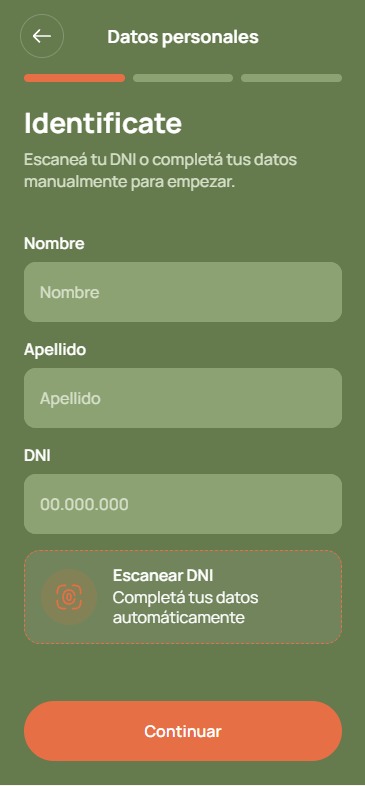 Datos personales
Identificate
Escaneá tu DNI o completá tus datos
manualmente para empezar.
Nombre
Nombre
Apellido
Apellido
DNI
00.000.000
Escanear DNI
Completá tus datos
automáticamente
Continuar